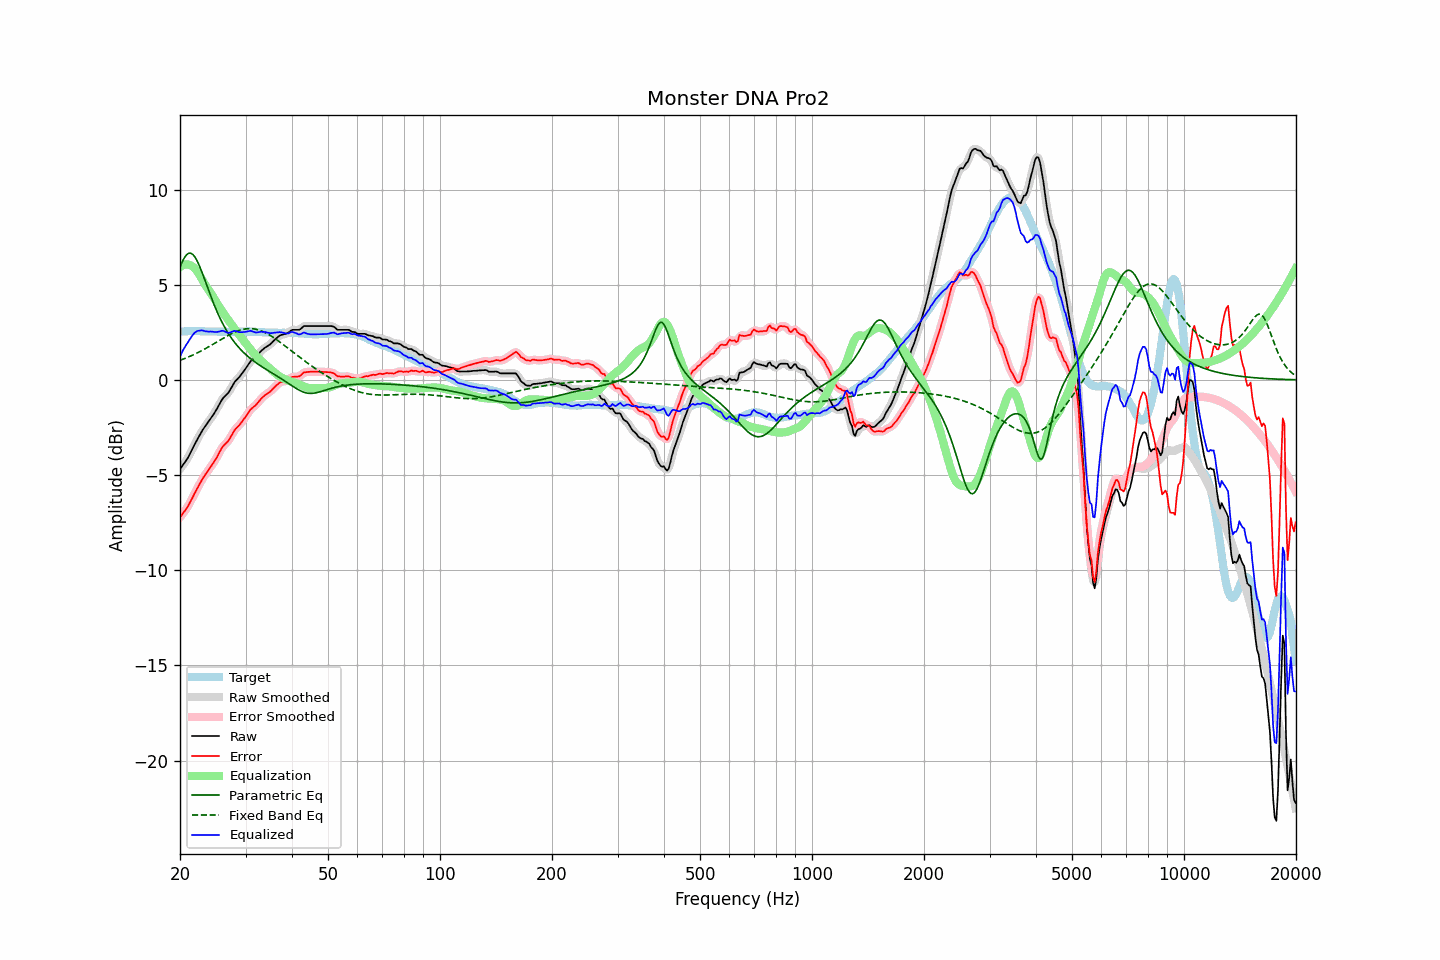 Monster DNA Pro2
Amplitude (dBr)
10
5
0
−5
−10
−15
−20
Target
Raw Smoothed
Error Smoothed
Raw
Error
Equalization
Parametric Eq
Fixed Band Eq
Equalized
20
50
100
200
500
1000
2000
5000
10000
20000
Frequency (Hz)